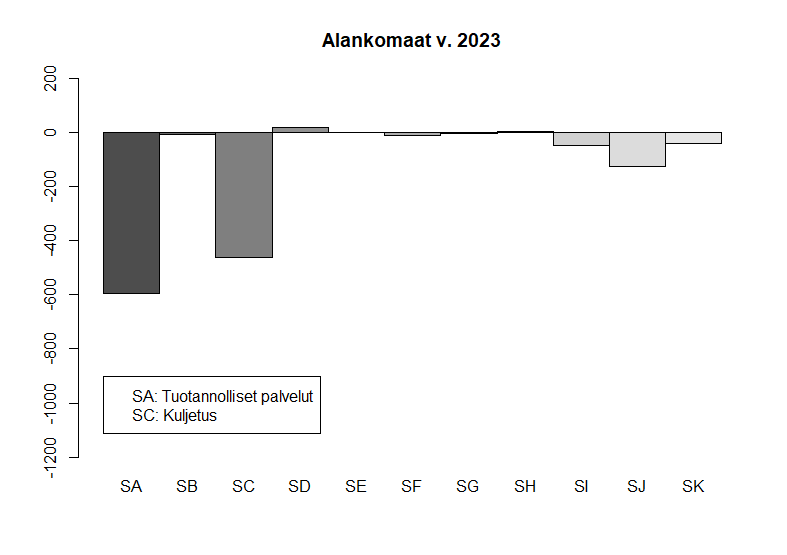 Alankomaat v. 2023
200
0
-200
-400
-600
-800
-1000
-1200
SA: Tuotannolliset palvelut
SC: Kuljetus
SA SB SC SD SE SF SG SH SI SJ SK